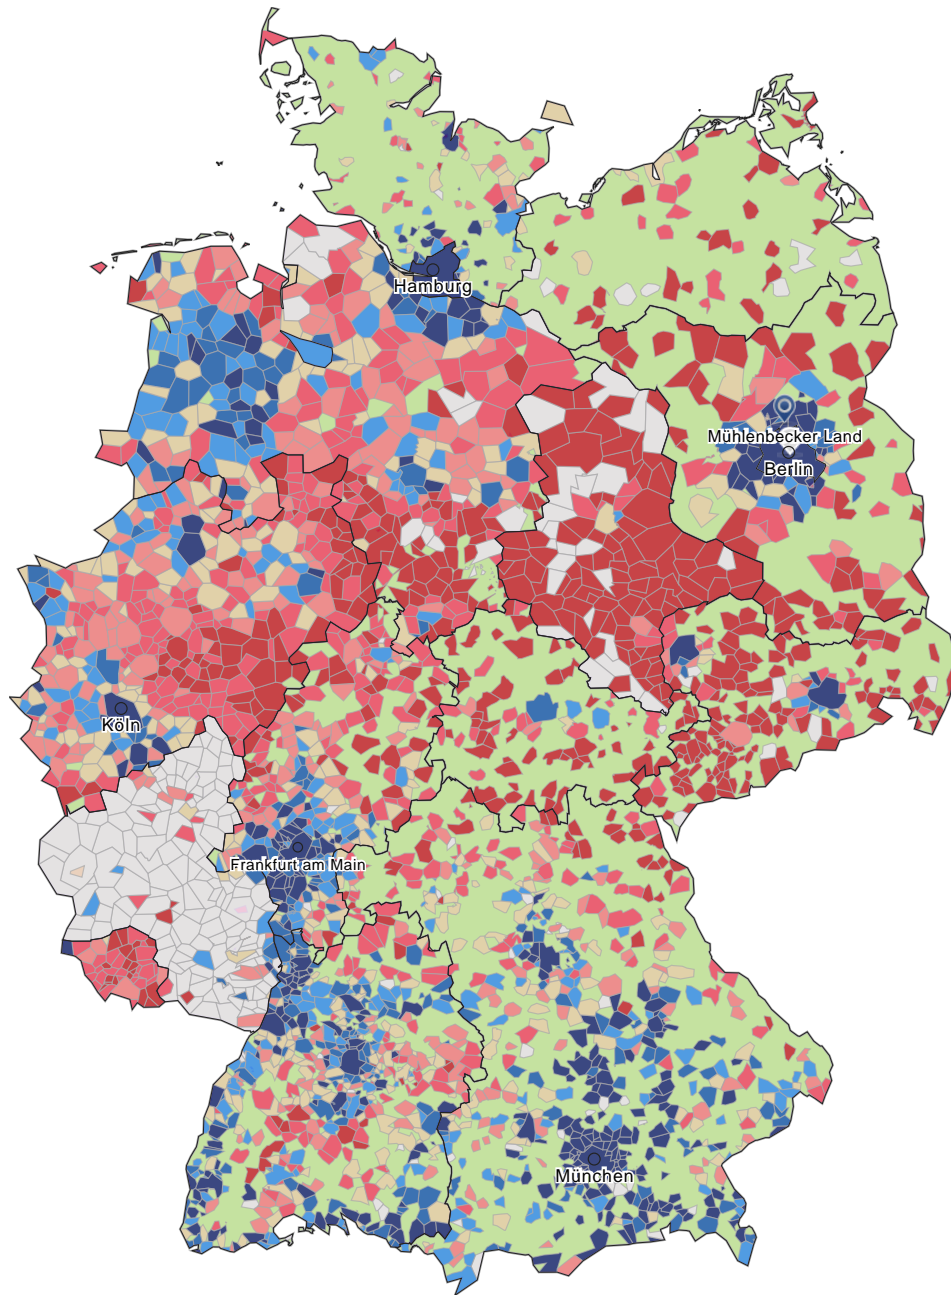 Hamburg
Mühlenbecker Land
Berlin
Köln
Frankfurt am Main
München